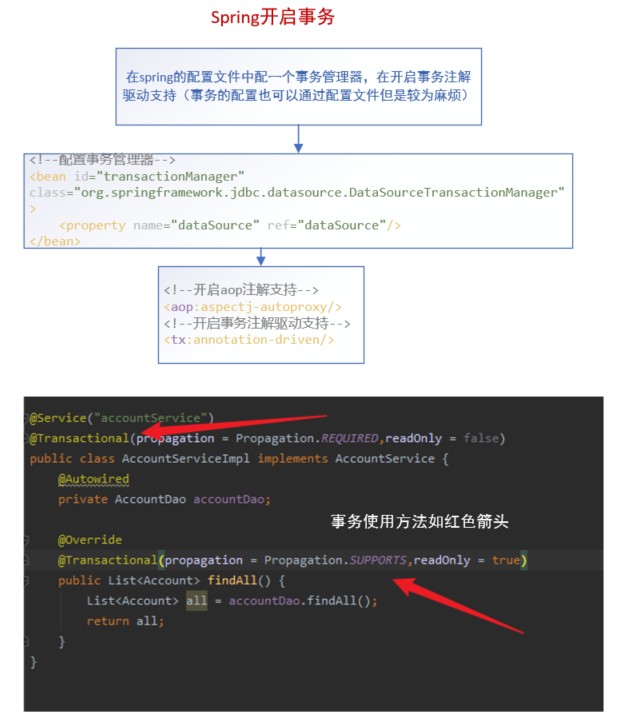 Spring开启事务
在spring的配置文件中配一个事务管理器，在开启事务注解
驱动支持（事务的配置也可以通过配置文件但是较为麻烦）
<!--配置事务管理器-->
<bean id="transactionManager"
class="org.springframework.jdbc.datasource.DataSourceTransactionManager"
>
<property name="dataSource" ref="dataSource"/>
</bean>
<!--开启aop注解支持-->
<aop:aspectj-autoproxy/>
<!--开启事务注解驱动支持-->
<tx:annotation-driven/>
@Service("accountService")
@Transactional(propagation = Propagation.REQUIRED,readOnly = false)
public class AccountServiceImpl implements AccountService {
@Autowired
private AccountDao accountDao;
事务使用方法如红色箭头
@Override
@Transactional(propagation = Propagation.SUPPORTS,readOnly = true)
public List<Account> findAll() {
List<Account> all = accountDao.findAll();
return all;
}
}